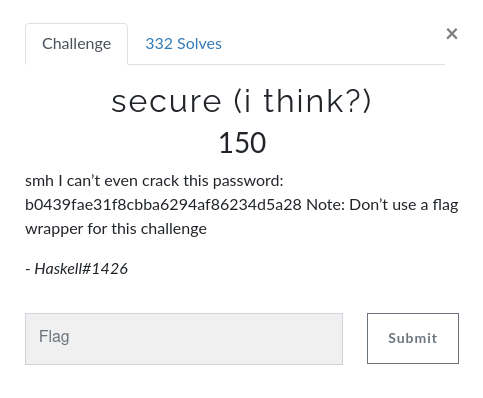 Challenge
332 Solves
×
secure (i think?)
150
smh I can’t even crack this password:
b0439fae31f8cbba6294af86234d5a28 Note: Don’t use a flag
wrapper for this challenge
- Haskell#1426
Flag
Submit